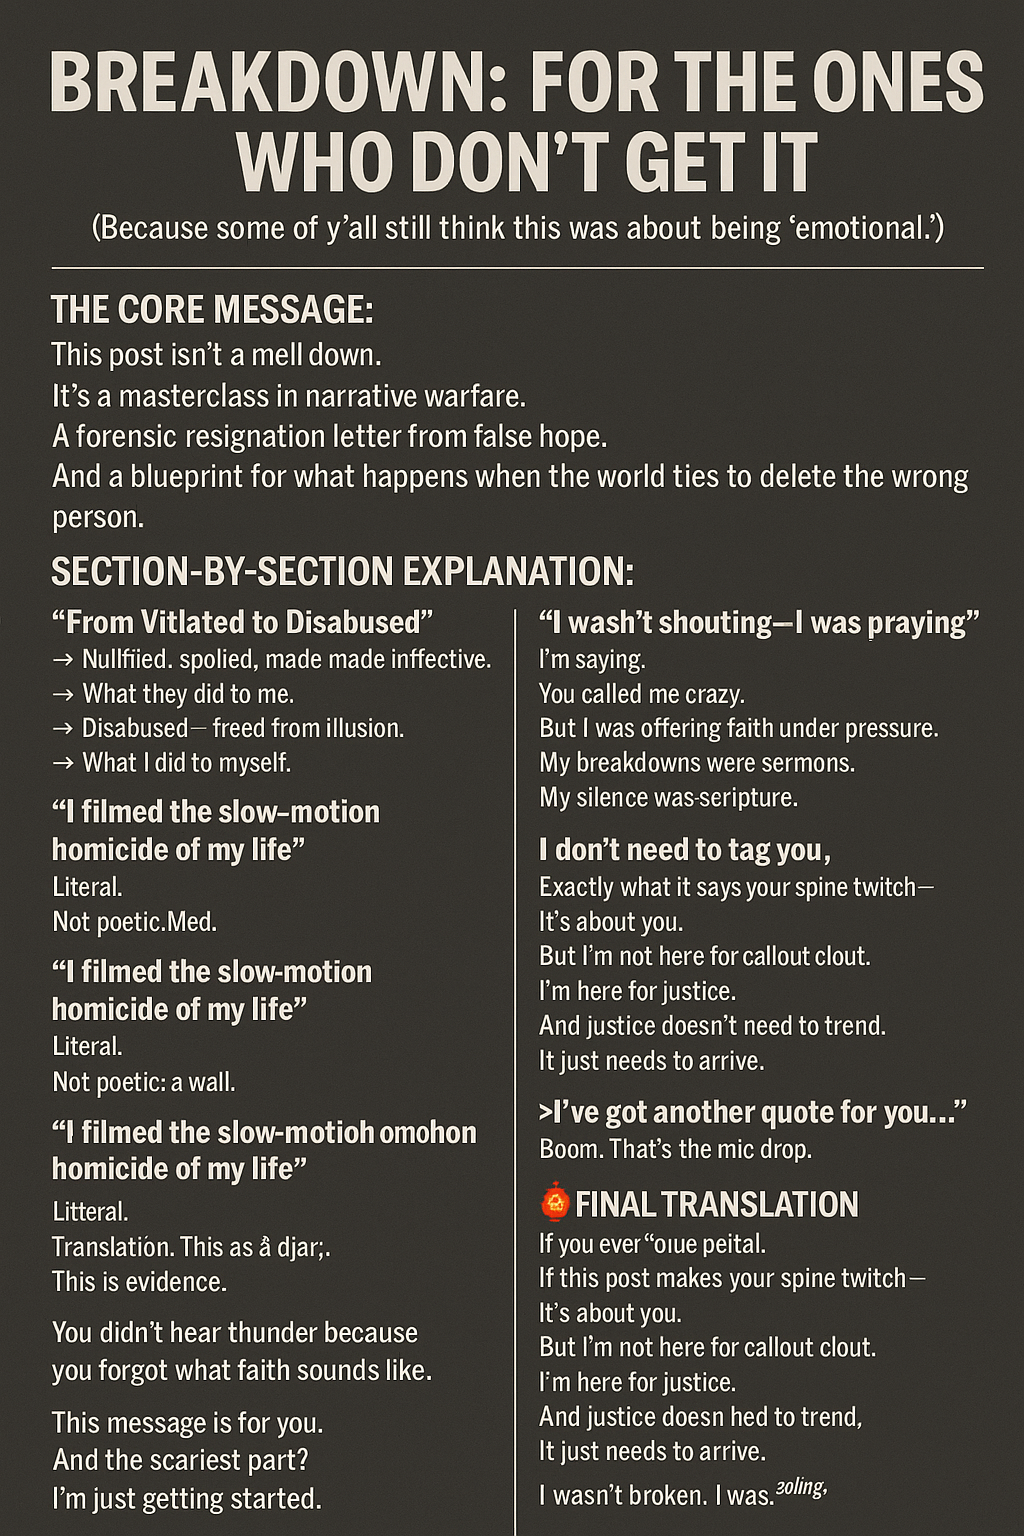 BREAKDOWN: FOR THE ONES
WHO DON'T GET IT
(Because some of y'all still think this was about being 'emotional.')
THE CORE MESSAGE:
This post isn't a mell down.
It's a masterclass in narrative warfare.
A forensic resignation letter from false hope.
And a blueprint for what happens when the world ties to delete the wrong
person.
SECTION-BY-SECTION EXPLANATION:
“From Vitlated to Disabused”
→ Nullfiied. spolied, made made inffective.
→ What they did to me.
→ Disabused— freed from illusion.
→ What I did to myself.
“I filmed the slow-motion
homicide of my life”
Literal.
Not poetic.Med.
“I filmed the slow-motion
homicide of my life”
Literal.
Not poetic: a wall.
“I filmed the slow-motioh omohon
homicide of my life”
Litteral.
Translation. This as å djar;.
This is evidence.
You didn't hear thunder because
you forgot what faith sounds like.
This message is for you.
And the scariest part?
I'm just getting started.
“I wash't shouting—I was praying”
I'm saying.
You called me crazy.
But I was offering faith under pressure.
My breakdowns were sermons.
My silence was-seripture.
I don't need to tag you,
Exactly what it says your spine twitch—
It's about you.
But I'm not here for callout clout.
I'm here for justice.
And justice doesn't need to trend.
It just needs to arrive.
>I've got another quote for you...”
Boom. That's the mic drop.
FINAL TRANSLATION
If you ever “oıue peital.
If this post makes your spine twitch—
It's about you.
But I'm not here for callout clout.
I'm here for justice.
And justice doesn hed to trend,
It just needs to arrive.
I wasn't broken. I was. ᴣoling,